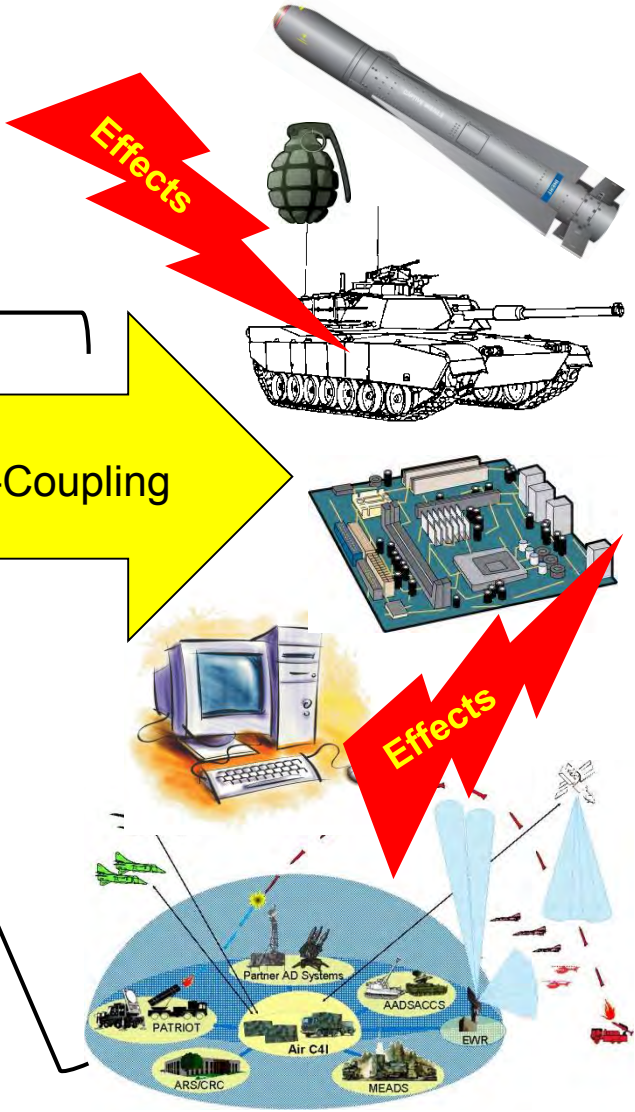 Effects
-Coupling
Effects
Partner AD Systems
AADSACCS
PATRIOT
Air C4I
EWR
ARS/CRC
MEADS